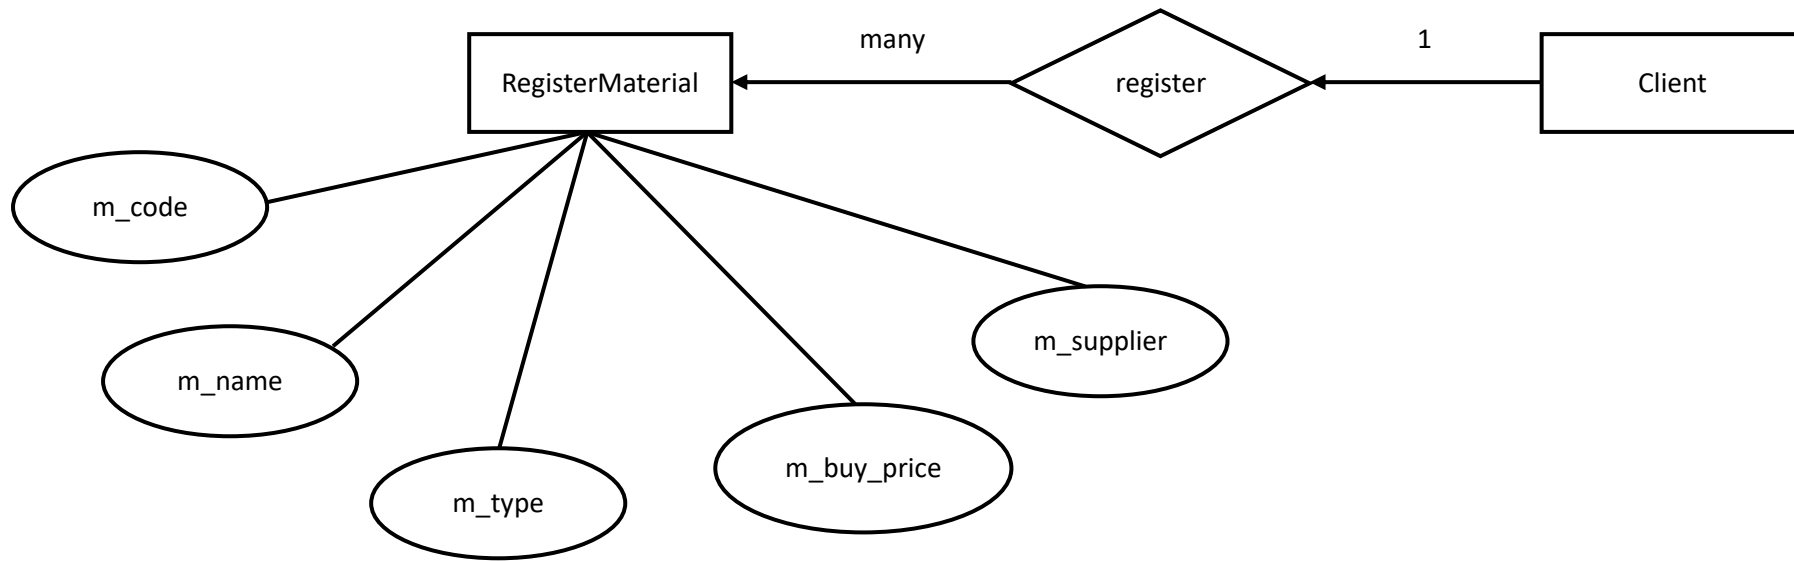 many
1
RegisterMaterial
register
Client
m_code
m_name
m_supplier
m_type
m_buy_price